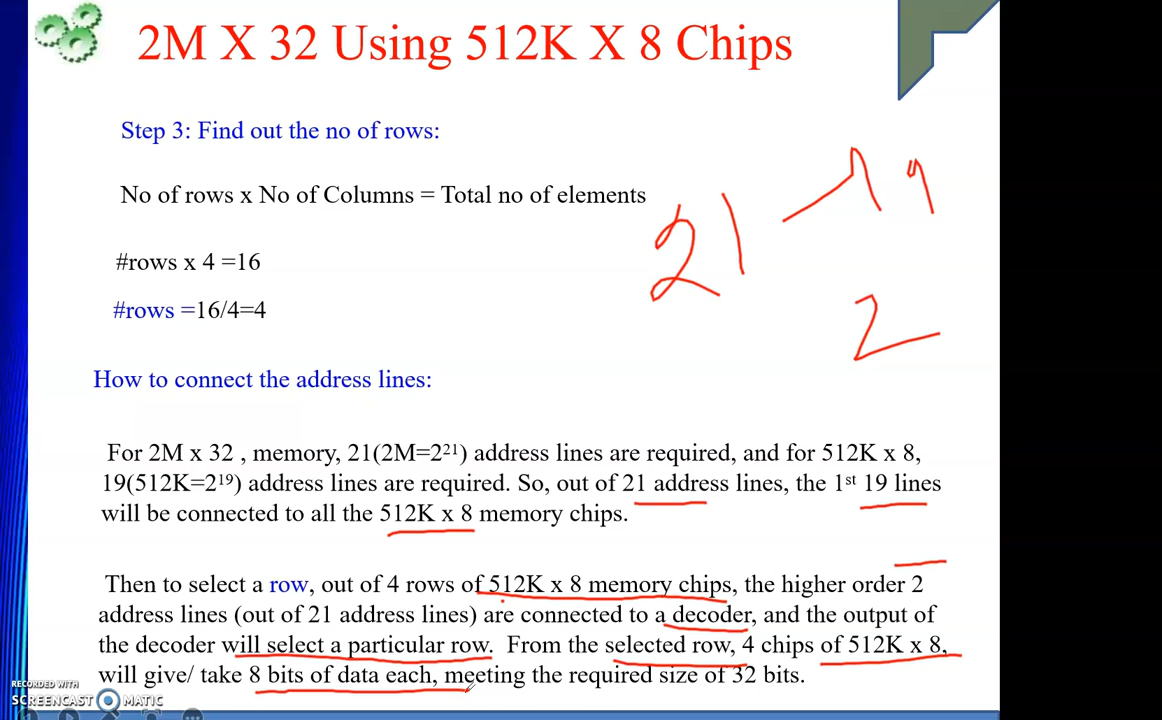 2M X 32 Using 512K X 8 Chips
Step 3: Find out the no of rows:
No of rows x No of Columns = Total no of elements
#rows x 4 =16
#rows =16/4=4
21 19
2
How to connect the address lines:
For 2M x 32 , memory, 21(2M=2²¹) address lines are required, and for 512K x 8,
19(512K=2¹⁹) address lines are required. So, out of 21 address lines, the 1ˢᵗ 19 lines
will be connected to all the 512K x 8 memory chips.
Then to select a row, out of 4 rows of 512K x 8 memory chips, the higher order 2
address lines (out of 21 address lines) are connected to a decoder, and the output of
the decoder will select a particular row. From the selected row, 4 chips of 512K x 8,
will give/ take 8 bits of data each, meeting the required size of 32 bits.
RECORDED WITH
SCREENCAST MATIC